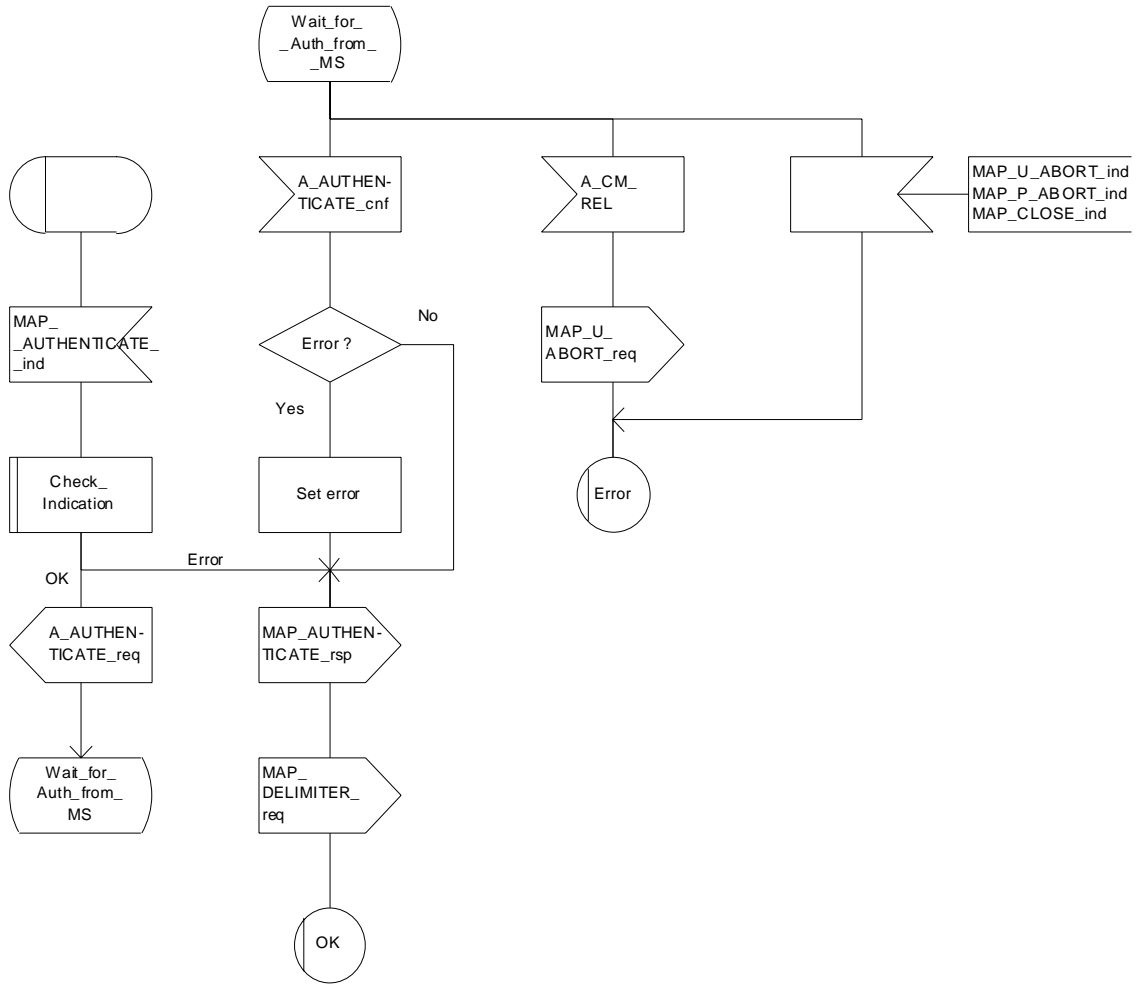 Wait_for_
_Auth_from_
_MS
A_AUTHEN-
TICATE_cnf
A_CM_
REL
MAP_U_ABORT_ind
MAP_P_ABORT_ind
MAP_CLOSE_ind
MAP_
_AUTHENTICATE_
_ind
Error ?
No
Yes
MAP_U_
ABORT_req
Check_
Indication
Set error
Error
Error
OK
A_AUTHEN-
TICATE_req
MAP_AUTHEN-
TICATE_rsp
Wait_for_
Auth_from_
MS
MAP_
DELIMITER_
req
OK